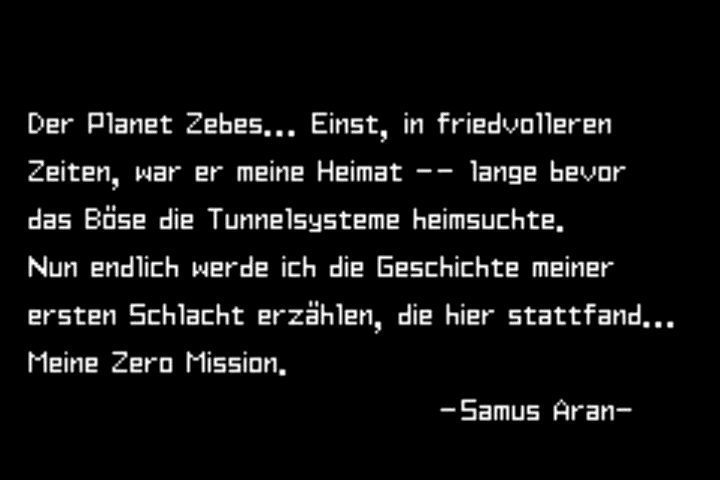 Der Planet Zebes... Einst, in friedvolleren
Zeiten, war er meine Heimat -- lange bevor
das Böse die Tunnelsysteme heimsuchte.
Nun endlich werde ich die Geschichte meiner
ersten Schlacht erzählen, die hier stattfand...
Meine Zero Mission.
-Samus Aran-